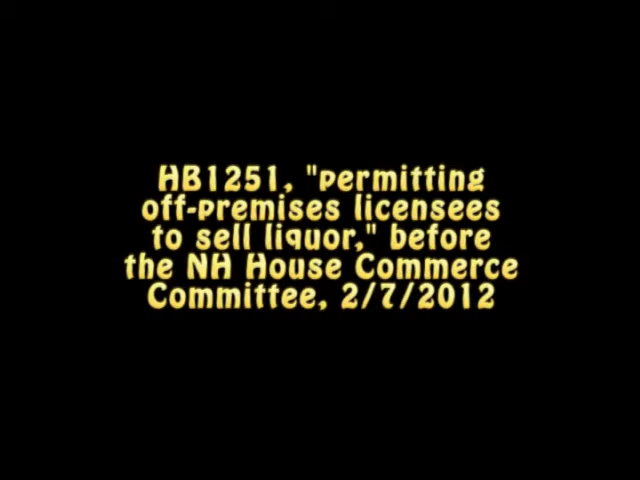 HB1251, "permitting
off-premises licensees
to sell liquor," before
the NH House Commerce
Committee, 2/7/2012